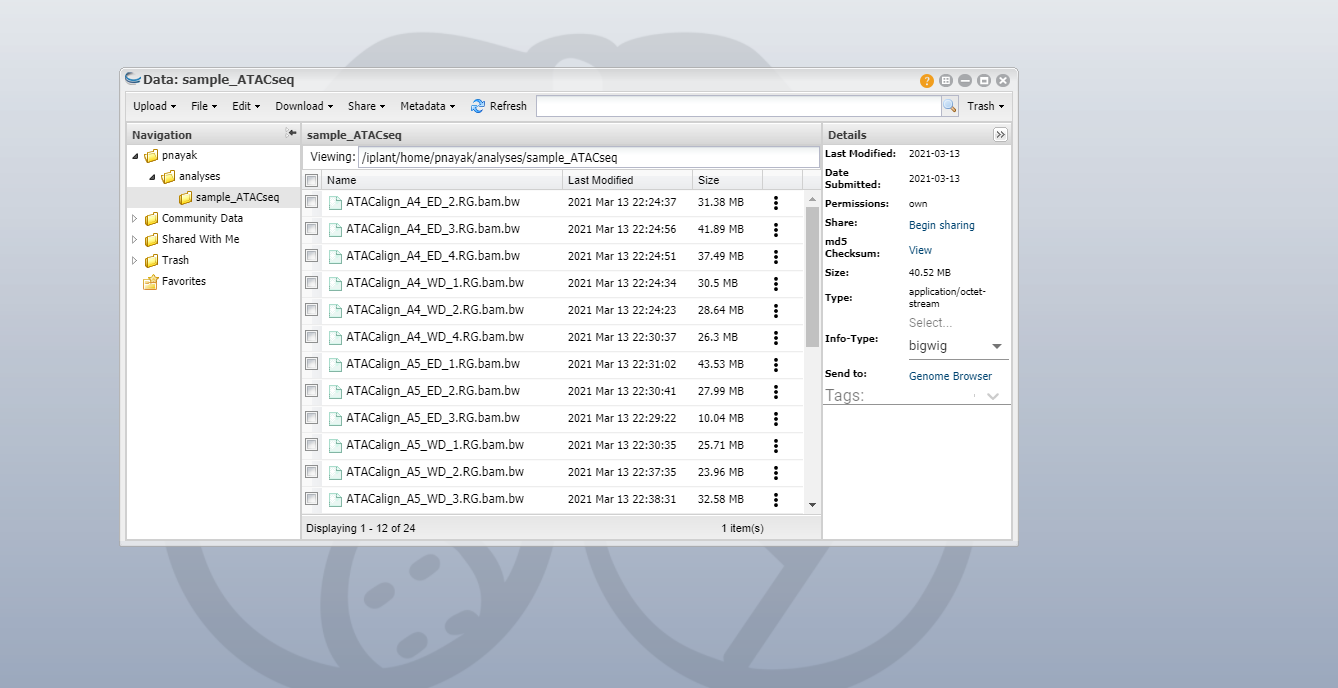 Data: sample_ATACseq
Upload File Edit Download Share Metadata Refresh Trash
Navigation
pnayak
analyses
sample_ATACseq
Community Data
Shared With Me
Trash
Favorites
sample_ATACseq
Viewing: /iplant/home/pnayak/analyses/sample_ATACseq
Name Last Modified Size
ATACalign_A4_ED_2.RG.bam.bw 2021 Mar 13 22:24:37 31.38 MB
ATACalign_A4_ED_3.RG.bam.bw 2021 Mar 13 22:24:56 41.89 MB
ATACalign_A4_ED_4.RG.bam.bw 2021 Mar 13 22:24:51 37.49 MB
ATACalign_A4_WD_1.RG.bam.bw 2021 Mar 13 22:24:34 30.5 MB
ATACalign_A4_WD_2.RG.bam.bw 2021 Mar 13 22:24:23 28.64 MB
ATACalign_A4_WD_4.RG.bam.bw 2021 Mar 13 22:30:37 26.3 MB
ATACalign_A5_ED_1.RG.bam.bw 2021 Mar 13 22:31:02 43.53 MB
ATACalign_A5_ED_2.RG.bam.bw 2021 Mar 13 22:30:41 27.99 MB
ATACalign_A5_ED_3.RG.bam.bw 2021 Mar 13 22:29:22 10.04 MB
ATACalign_A5_WD_1.RG.bam.bw 2021 Mar 13 22:30:35 25.71 MB
ATACalign_A5_WD_2.RG.bam.bw 2021 Mar 13 22:37:35 23.96 MB
ATACalign_A5_WD_3.RG.bam.bw 2021 Mar 13 22:38:31 32.58 MB
Displaying 1 - 12 of 24 1 item(s)
Details
Last Modified: 2021-03-13
Date
Submitted: 2021-03-13
Permissions: own
Share: Begin sharing
md5
Checksum: View
Size: 40.52 MB
Type: application/octet-
stream
Select...
Info-Type: bigwig
Send to: Genome Browser
Tags: